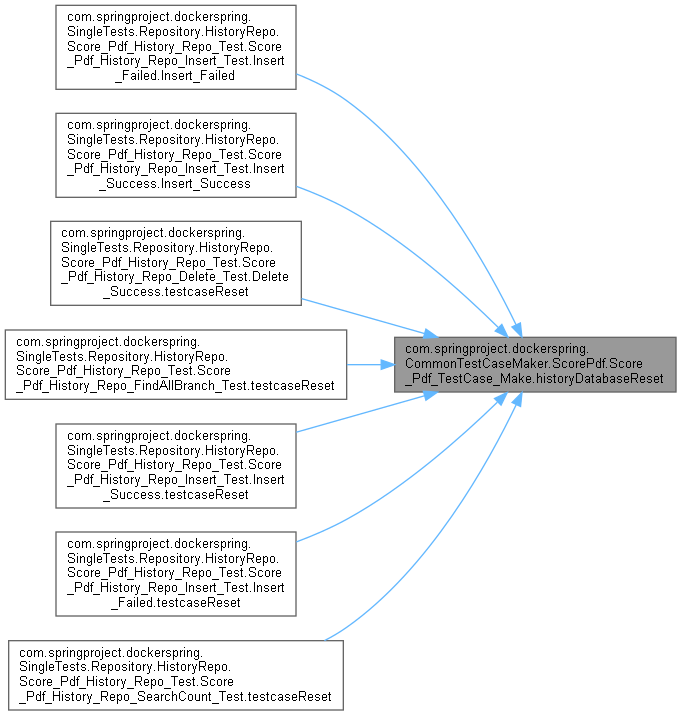 com.springproject.dockerspring.
SingleTests.Repository.HistoryRepo.
Score_Pdf_History_Repo_Test.Score
_Pdf_History_Repo_Insert_Test.Insert
_Failed.Insert_Failed
com.springproject.dockerspring.
SingleTests.Repository.HistoryRepo.
Score_Pdf_History_Repo_Test.Score
_Pdf_History_Repo_Insert_Test.Insert
_Success.Insert_Success
com.springproject.dockerspring.
SingleTests.Repository.HistoryRepo.
Score_Pdf_History_Repo_Test.Score
_Pdf_History_Repo_Delete_Test.Delete
_Success.testcaseReset
com.springproject.dockerspring.
SingleTests.Repository.HistoryRepo.
Score_Pdf_History_Repo_Test.Score
_Pdf_History_Repo_FindAllBranch_Test.testcaseReset
com.springproject.dockerspring.
CommonTestCaseMaker.ScorePdf.Score
_Pdf_TestCase_Make.historyDatabaseReset
com.springproject.dockerspring.
SingleTests.Repository.HistoryRepo.
Score_Pdf_History_Repo_Test.Score
_Pdf_History_Repo_Insert_Test.Insert
_Success.testcaseReset
com.springproject.dockerspring.
SingleTests.Repository.HistoryRepo.
Score_Pdf_History_Repo_Test.Score
_Pdf_History_Repo_Insert_Test.Insert
_Failed.testcaseReset
com.springproject.dockerspring.
SingleTests.Repository.HistoryRepo.
Score_Pdf_History_Repo_Test.Score
_Pdf_History_Repo_SearchCount_Test.testcaseReset